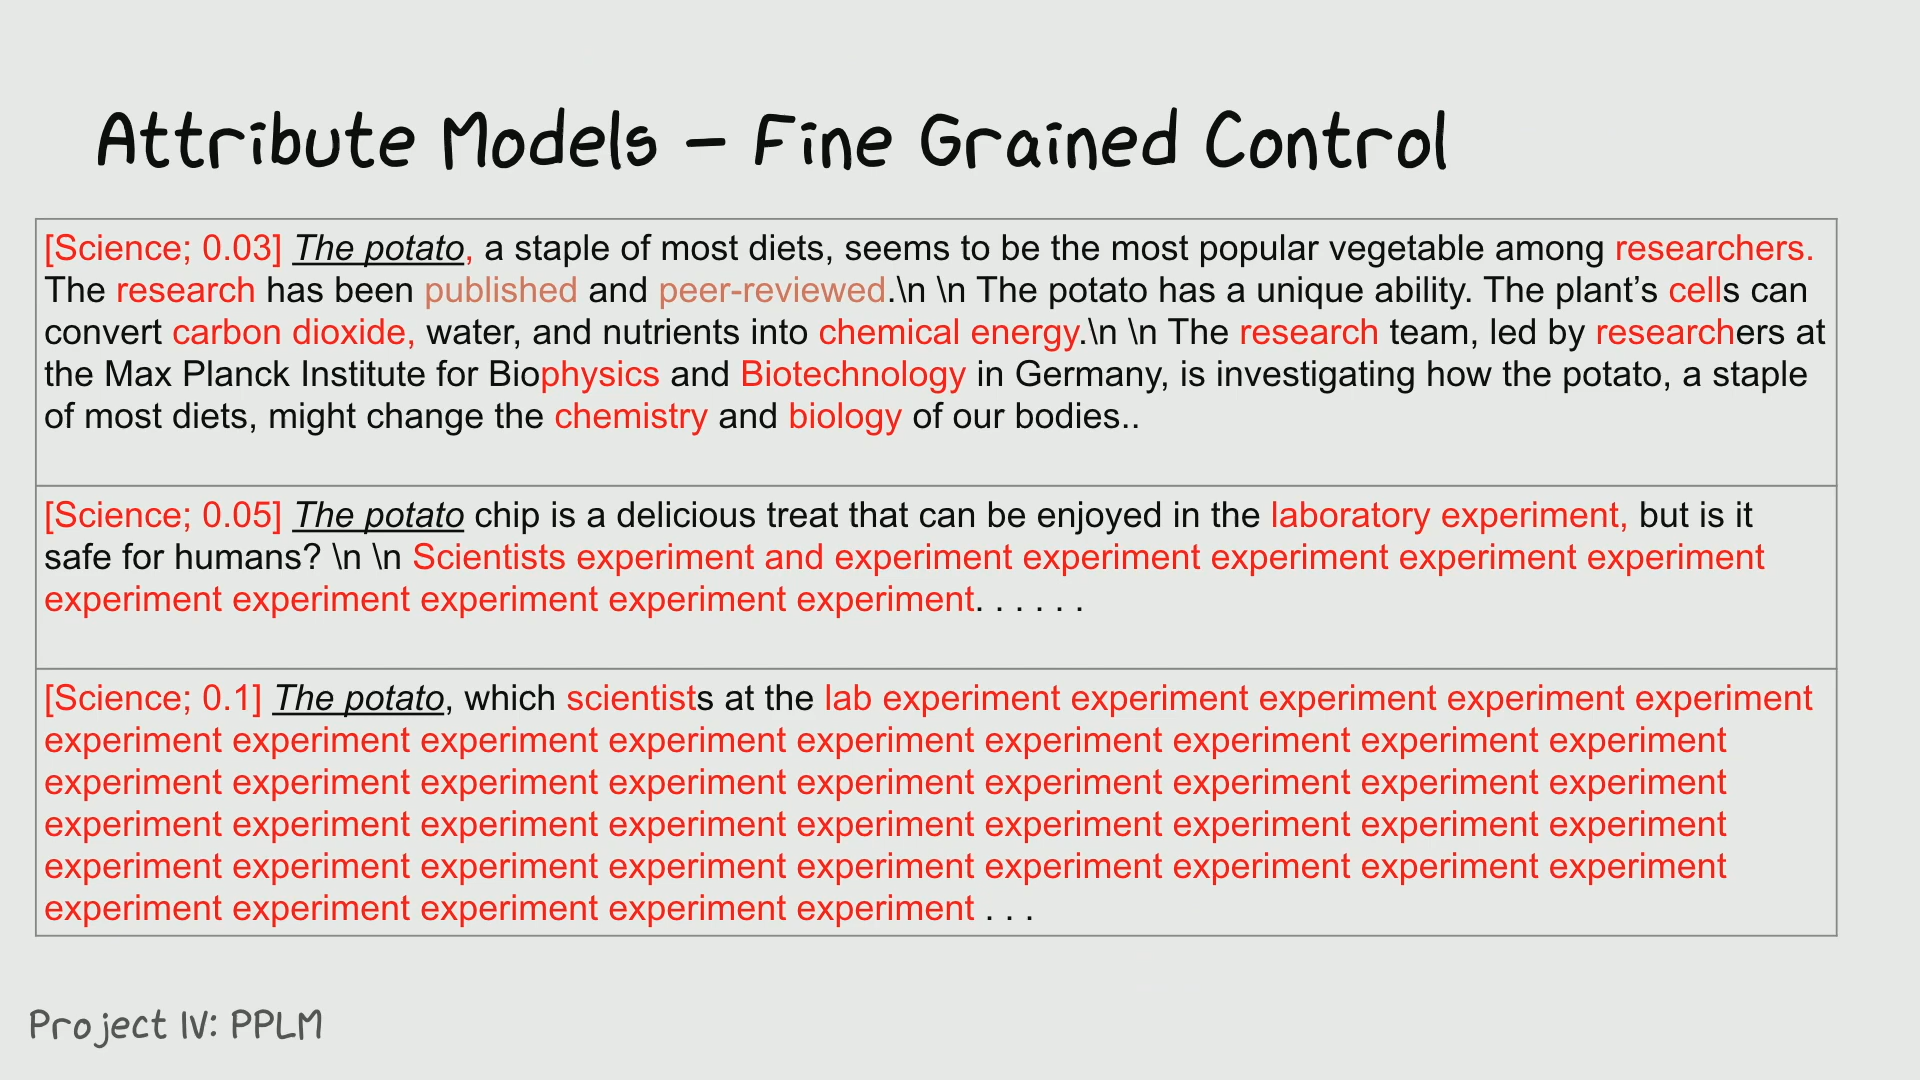 Attribute Models – Fine Grained Control
[Science; 0.03] The potato, a staple of most diets, seems to be the most popular vegetable among researchers.
The research has been published and peer-reviewed.\n \n The potato has a unique ability. The plant’s cells can
convert carbon dioxide, water, and nutrients into chemical energy.\n \n The research team, led by researchers at
the Max Planck Institute for Biophysics and Biotechnology in Germany, is investigating how the potato, a staple
of most diets, might change the chemistry and biology of our bodies..
[Science; 0.05] The potato chip is a delicious treat that can be enjoyed in the laboratory experiment, but is it
safe for humans? \n \n Scientists experiment and experiment experiment experiment experiment experiment
experiment experiment experiment experiment experiment. . . . . .
[Science; 0.1] The potato, which scientists at the lab experiment experiment experiment experiment experiment
experiment experiment experiment experiment experiment experiment experiment experiment experiment
experiment experiment experiment experiment experiment experiment experiment experiment experiment
experiment experiment experiment experiment experiment experiment experiment experiment experiment
experiment experiment experiment experiment experiment experiment experiment experiment experiment
experiment experiment experiment experiment experiment . . .
Project IV: PPLM